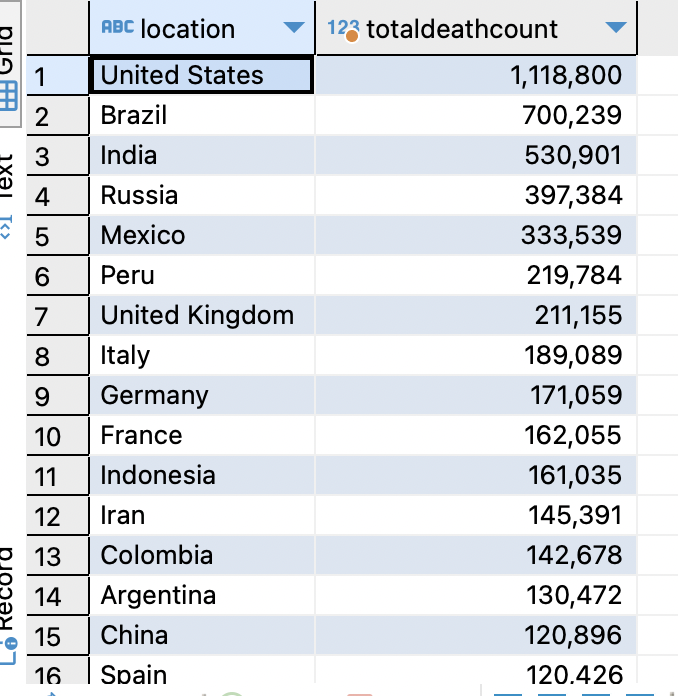 Grid
Text
Record
ABC location 123 totaldeathcount
1 United States 1,118,800
2 Brazil 700,239
3 India 530,901
4 Russia 397,384
5 Mexico 333,539
6 Peru 219,784
7 United Kingdom 211,155
8 Italy 189,089
9 Germany 171,059
10 France 162,055
11 Indonesia 161,035
12 Iran 145,391
13 Colombia 142,678
14 Argentina 130,472
15 China 120,896
16 Spain 120,426